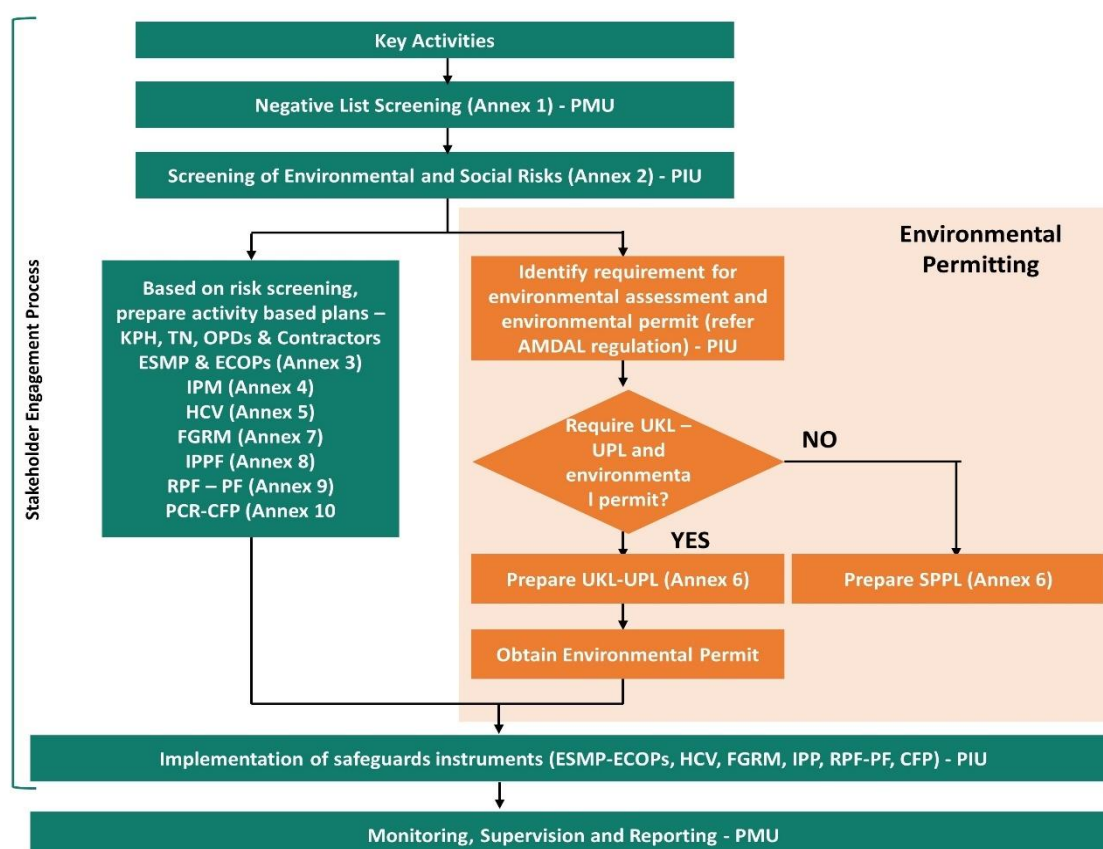 Key Activities
Negative List Screening (Annex 1) - PMU
Screening of Environmental and Social Risks (Annex 2) - PIU
Stakeholder Engagement Process
Based on risk screening,
prepare activity based plans –
KPH, TN, OPDs & Contractors
ESMP & ECOPs (Annex 3)
IPM (Annex 4)
HCV (Annex 5)
FGRM (Annex 7)
IPPF (Annex 8)
RPF – PF (Annex 9)
PCR-CFP (Annex 10
Environmental
Permitting
Identify requirement for
environmental assessment and
environmental permit (refer
AMDAL regulation) - PIU
Require UKL –
UPL and
environmenta
l permit?
NO
YES
Prepare UKL-UPL (Annex 6)
Prepare SPPL (Annex 6)
Obtain Environmental Permit
Implementation of safeguards instruments (ESMP-ECOPs, HCV, FGRM, IPP, RPF-PF, CFP) - PIU
Monitoring, Supervision and Reporting - PMU